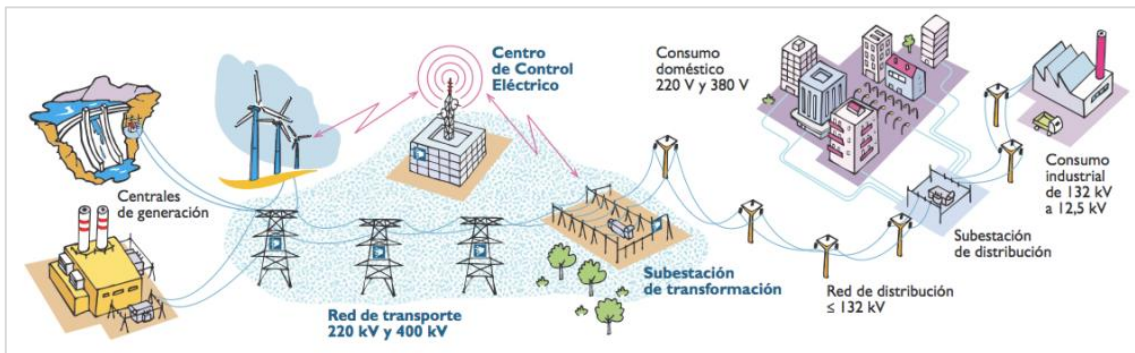 Centrales
de generación
Centro
de Control
Eléctrico
Red de transporte
220 kV y 400 kV
Subestación
de transformación
Consumo
doméstico
220 V y 380 V
Red de distribución
≤ 132 kV
Subestación
de distribución
Consumo
industrial
de 132 kV
a 12,5 kV